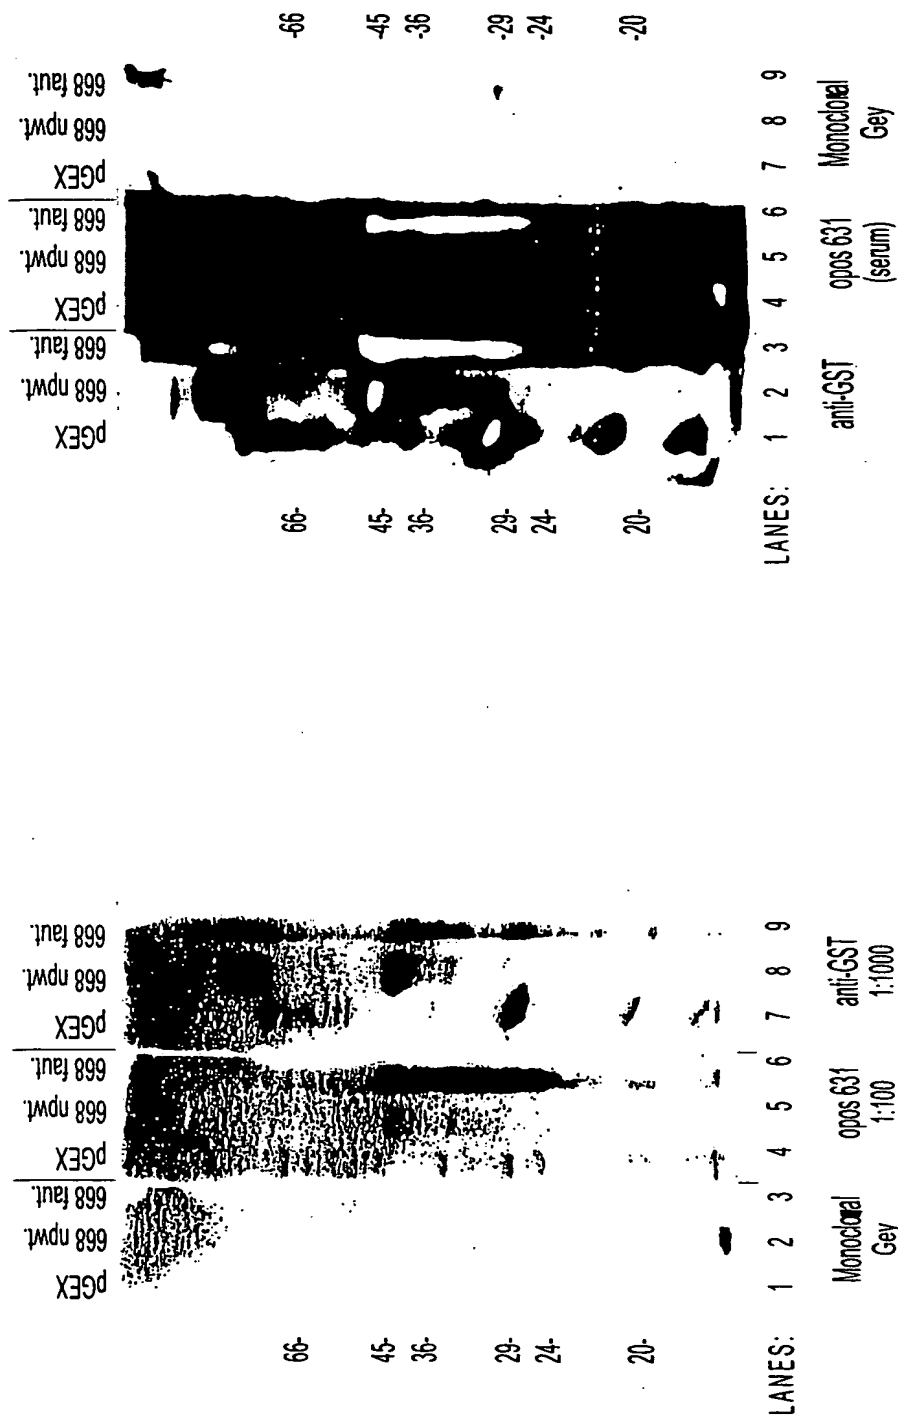 pGEX
668 npwt.
668 faut.
pGEX
668 npwt.
668 faut.
pGEX
668 npwt.
668 faut.
66-
45-
36-
29-
24-
20-
LANES: 1 2 3 4 5 6 7 8 9
Monoclonal
Gey
opos 631
1:100
anti-GST
1:1000
pGEX
668 npwt.
668 faut.
pGEX
668 npwt.
668 faut.
pGEX
668 npwt.
668 faut.
66-
45-
36-
29-
24-
20-
-66
-45
-36
-29
-24
-20
LANES: 1 2 3 4 5 6 7 8 9
anti-GST
opos 631
(serum)
Monoclonal
Gey